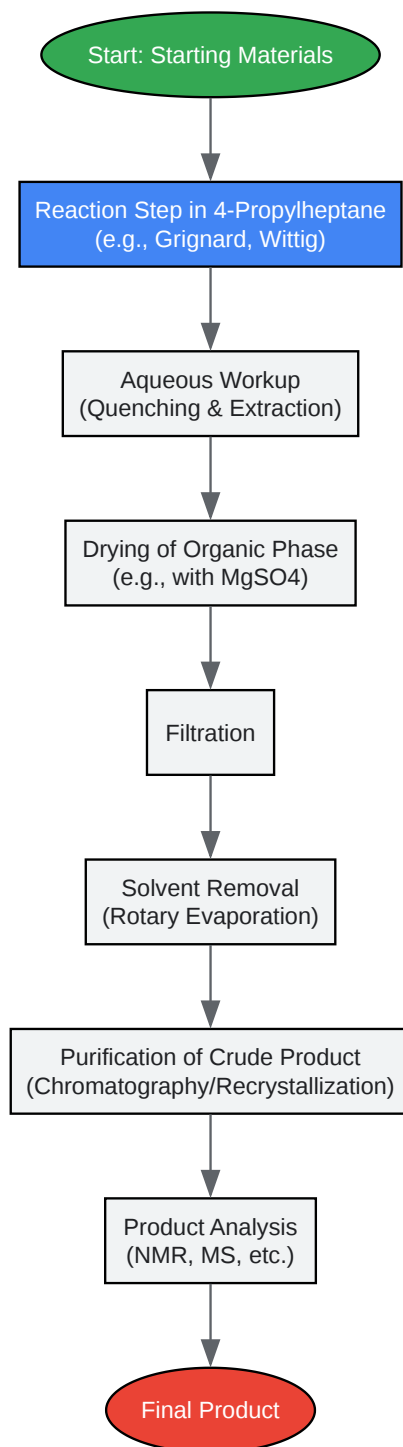 Start: Starting Materials
Reaction Step in 4-Propylheptane
(e.g., Grignard, Wittig)
Aqueous Workup
(Quenching & Extraction)
Drying of Organic Phase
(e.g., with MgSO4)
Filtration
Solvent Removal
(Rotary Evaporation)
Purification of Crude Product
(Chromatography/Recrystallization)
Product Analysis
(NMR, MS, etc.)
Final Product